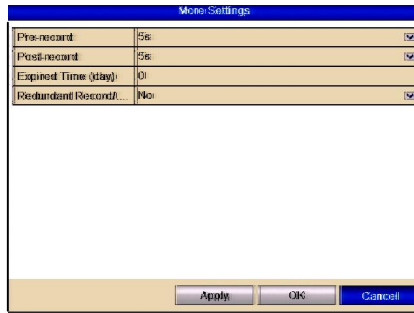 More Settings
Pre-record 5s
Post-record 5s
Expired Time (day) 0
Redundant Record/... No
Apply OK Cancel